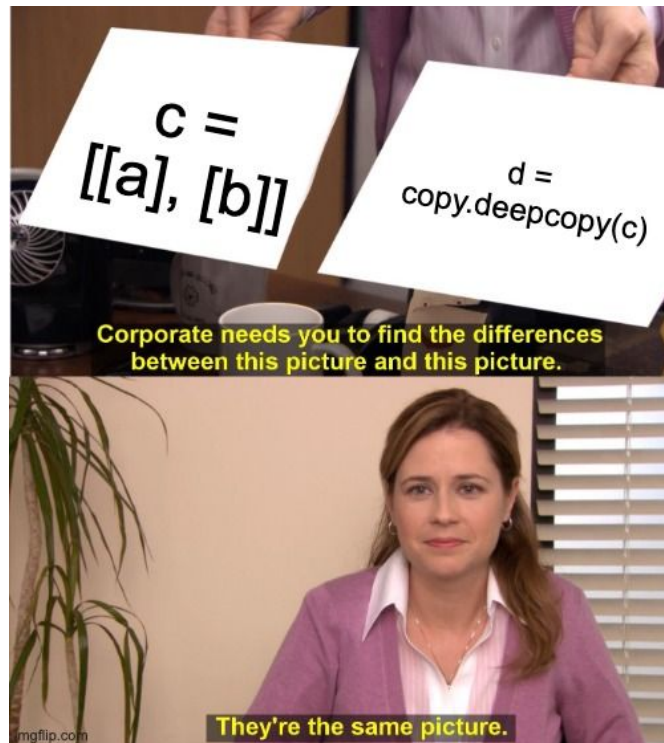 c =
[[a], [b]]
d =
copy.deepcopy(c)
Corporate needs you to find the differences
between this picture and this picture.
They're the same picture.
imgflip.com